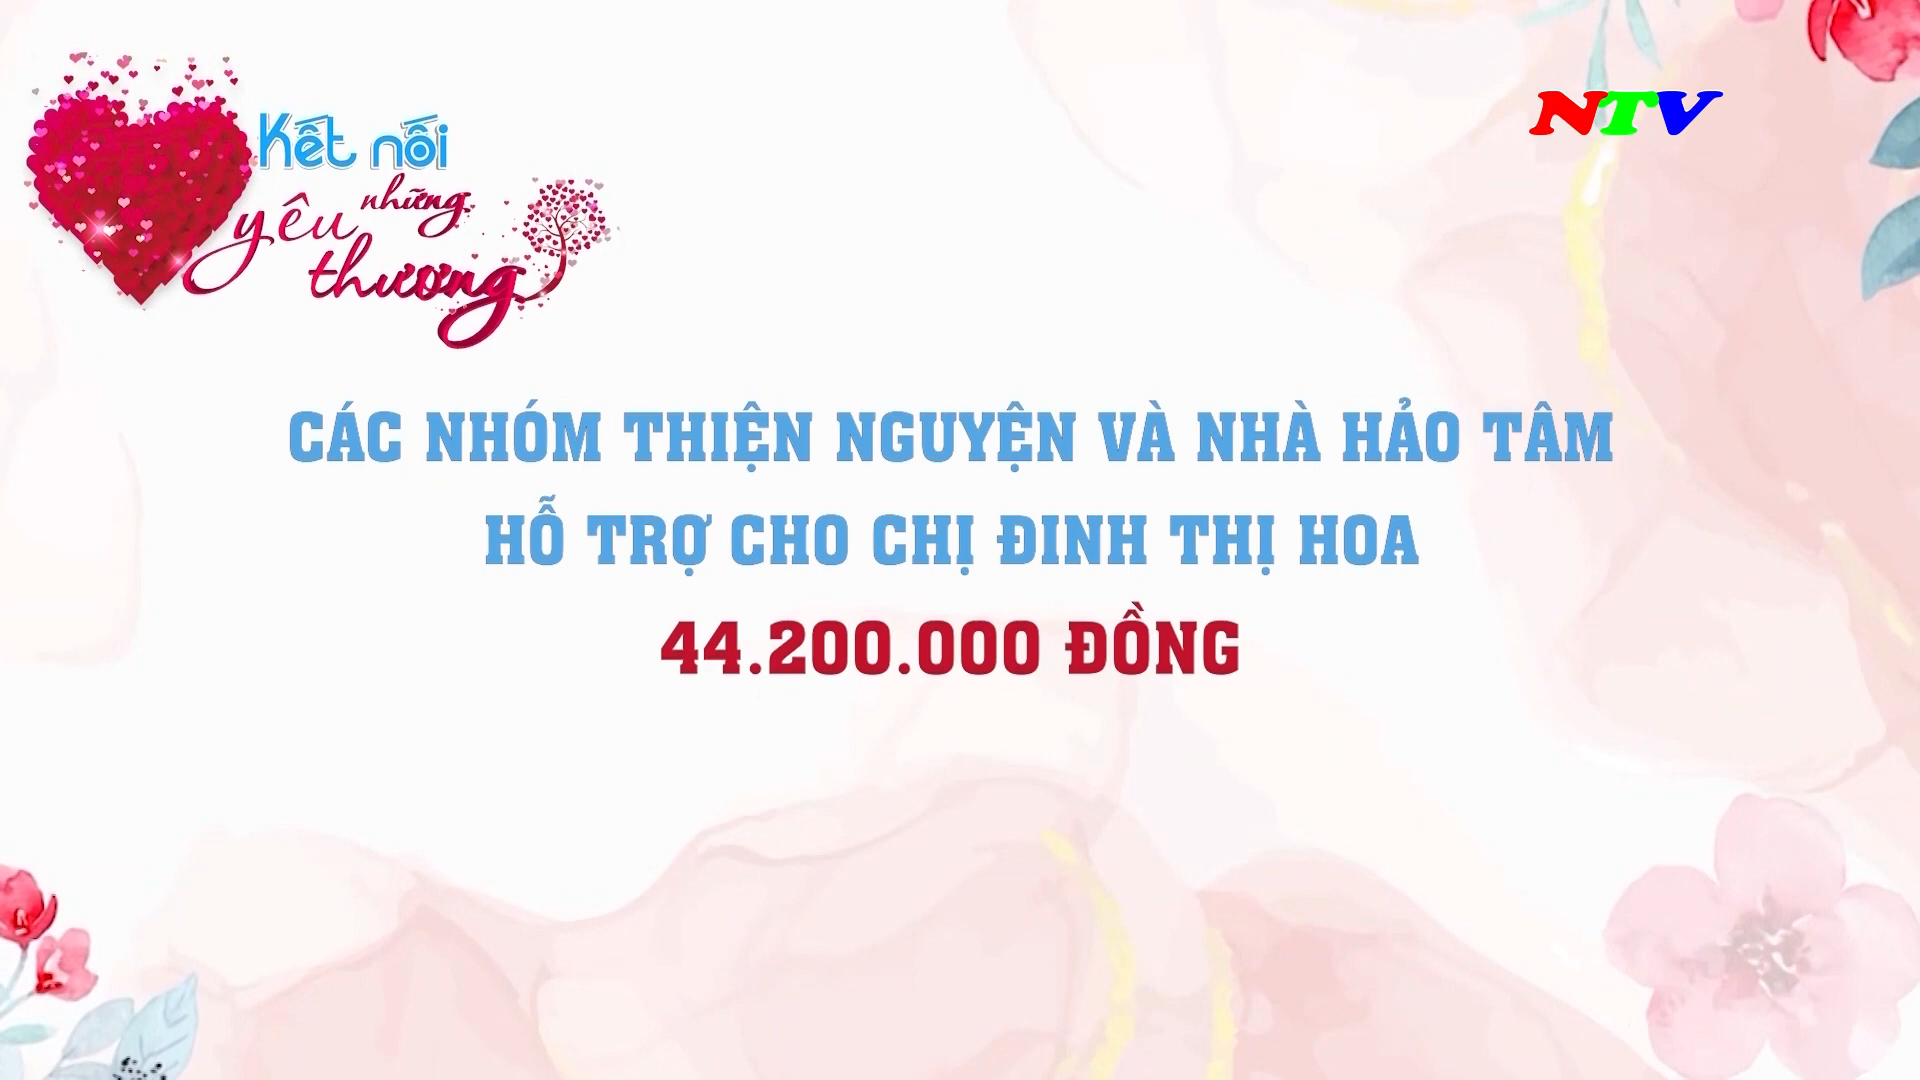 Kết nối
những
yêu
thương
NTV
CÁC NHÓM THIỆN NGUYỆN VÀ NHÀ HẢO TÂM
HỖ TRỢ CHO CHỊ ĐINH THỊ HOA
44.200.000 ĐỒNG